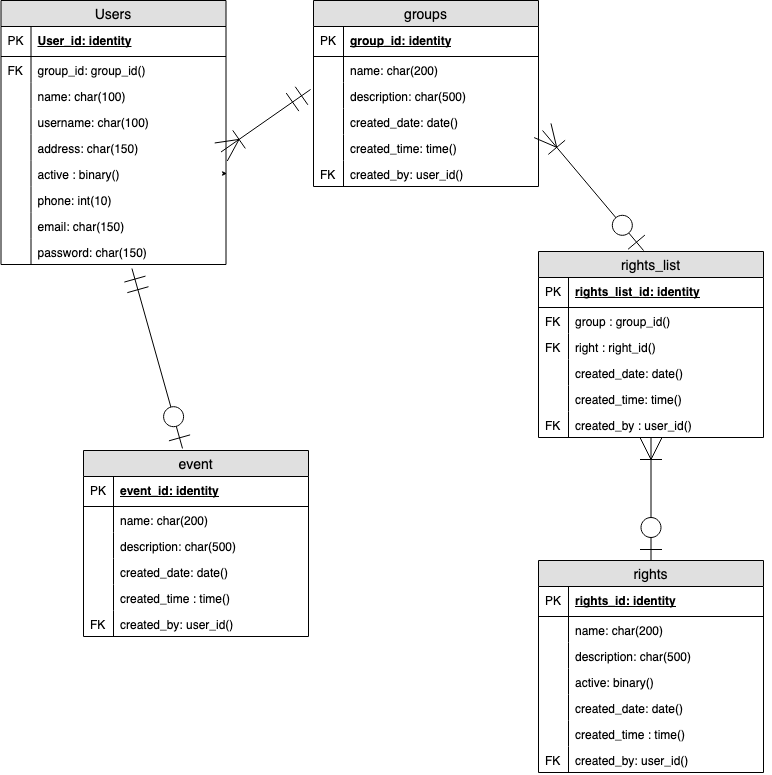 Users
PK User_id: identity
FK group_id: group_id()
name: char(100)
username: char(100)
address: char(150)
active : binary()
phone: int(10)
email: char(150)
password: char(150)
groups
PK group_id: identity
name: char(200)
description: char(500)
created_date: date()
created_time: time()
FK created_by: user_id()
rights_list
PK rights_list_id: identity
FK group : group_id()
FK right : right_id()
created_date: date()
created_time: time()
FK created_by : user_id()
event
PK event_id: identity
name: char(200)
description: char(500)
created_date: date()
created_time : time()
FK created_by: user_id()
rights
PK rights_id: identity
name: char(200)
description: char(500)
active: binary()
created_date: date()
created_time : time()
FK created_by: user_id()